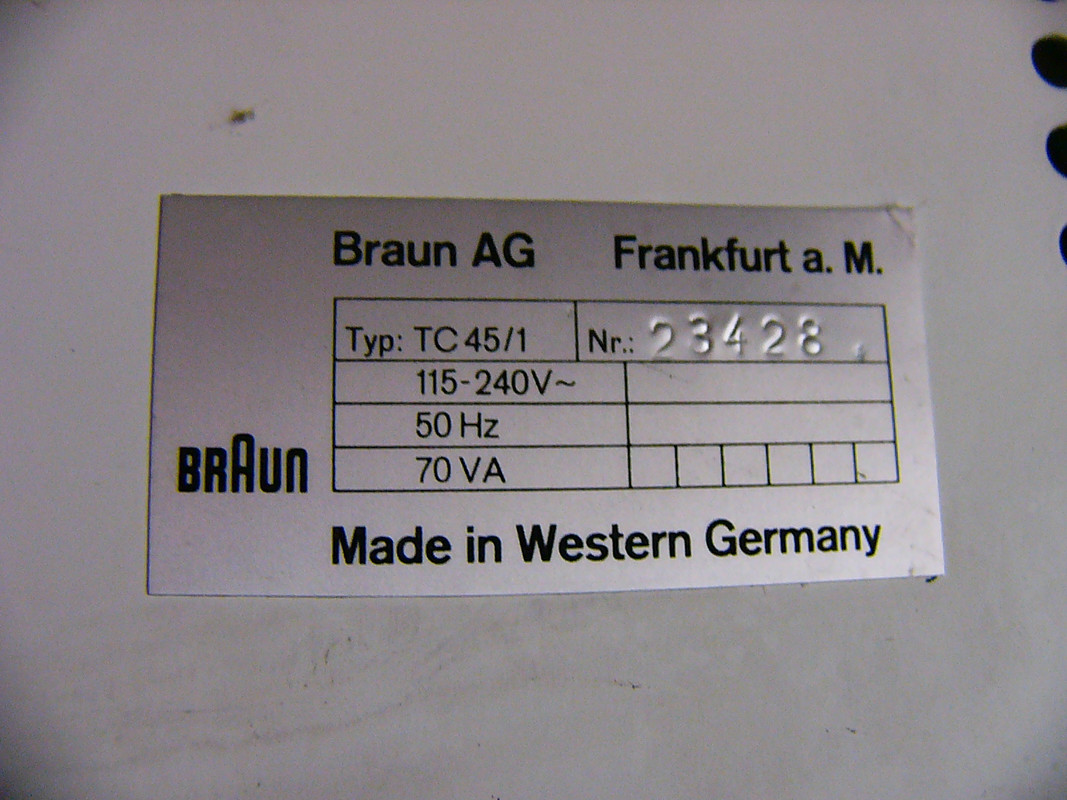 Braun AG Frankfurt a. M.
Typ: TC 45/1 Nr.: 23428
115-240V~
50 Hz
70 VA
BRAUN
Made in Western Germany